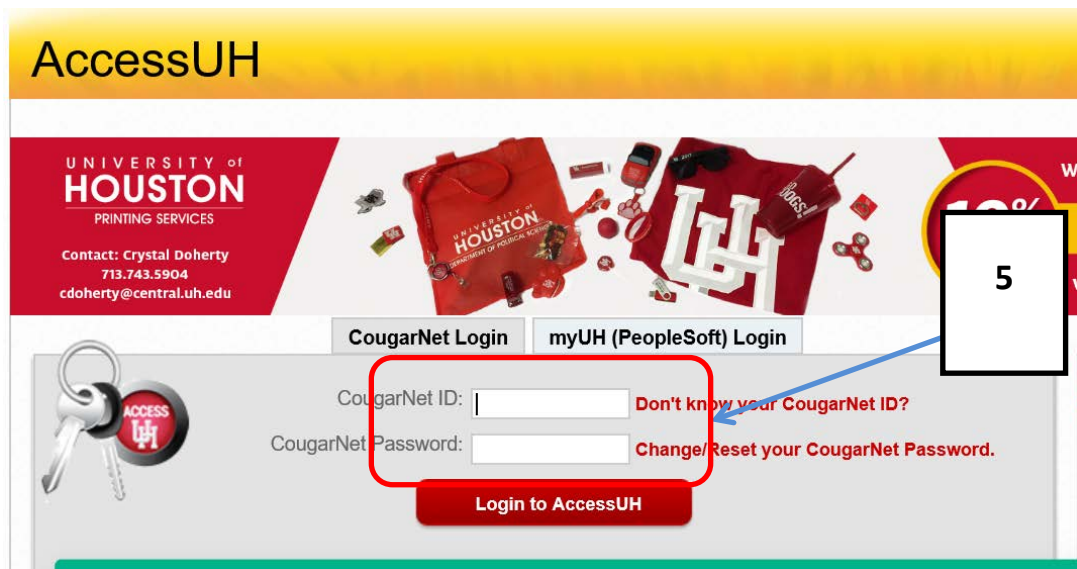 AccessUH
UNIVERSITY of
HOUSTON
PRINTING SERVICES
Contact: Crystal Doherty
713.743.5904
cdoherty@central.uh.edu
UNIVERSITY OF
HOUSTON
DEPARTMENT OF POLITICAL SCIENCE
UH
GO
DOGS!
%
5
CougarNet Login
myUH (PeopleSoft) Login
CougarNet ID:
Don't know your CougarNet ID?
CougarNet Password:
Change/Reset your CougarNet Password.
ACCESS
UH
Login to AccessUH